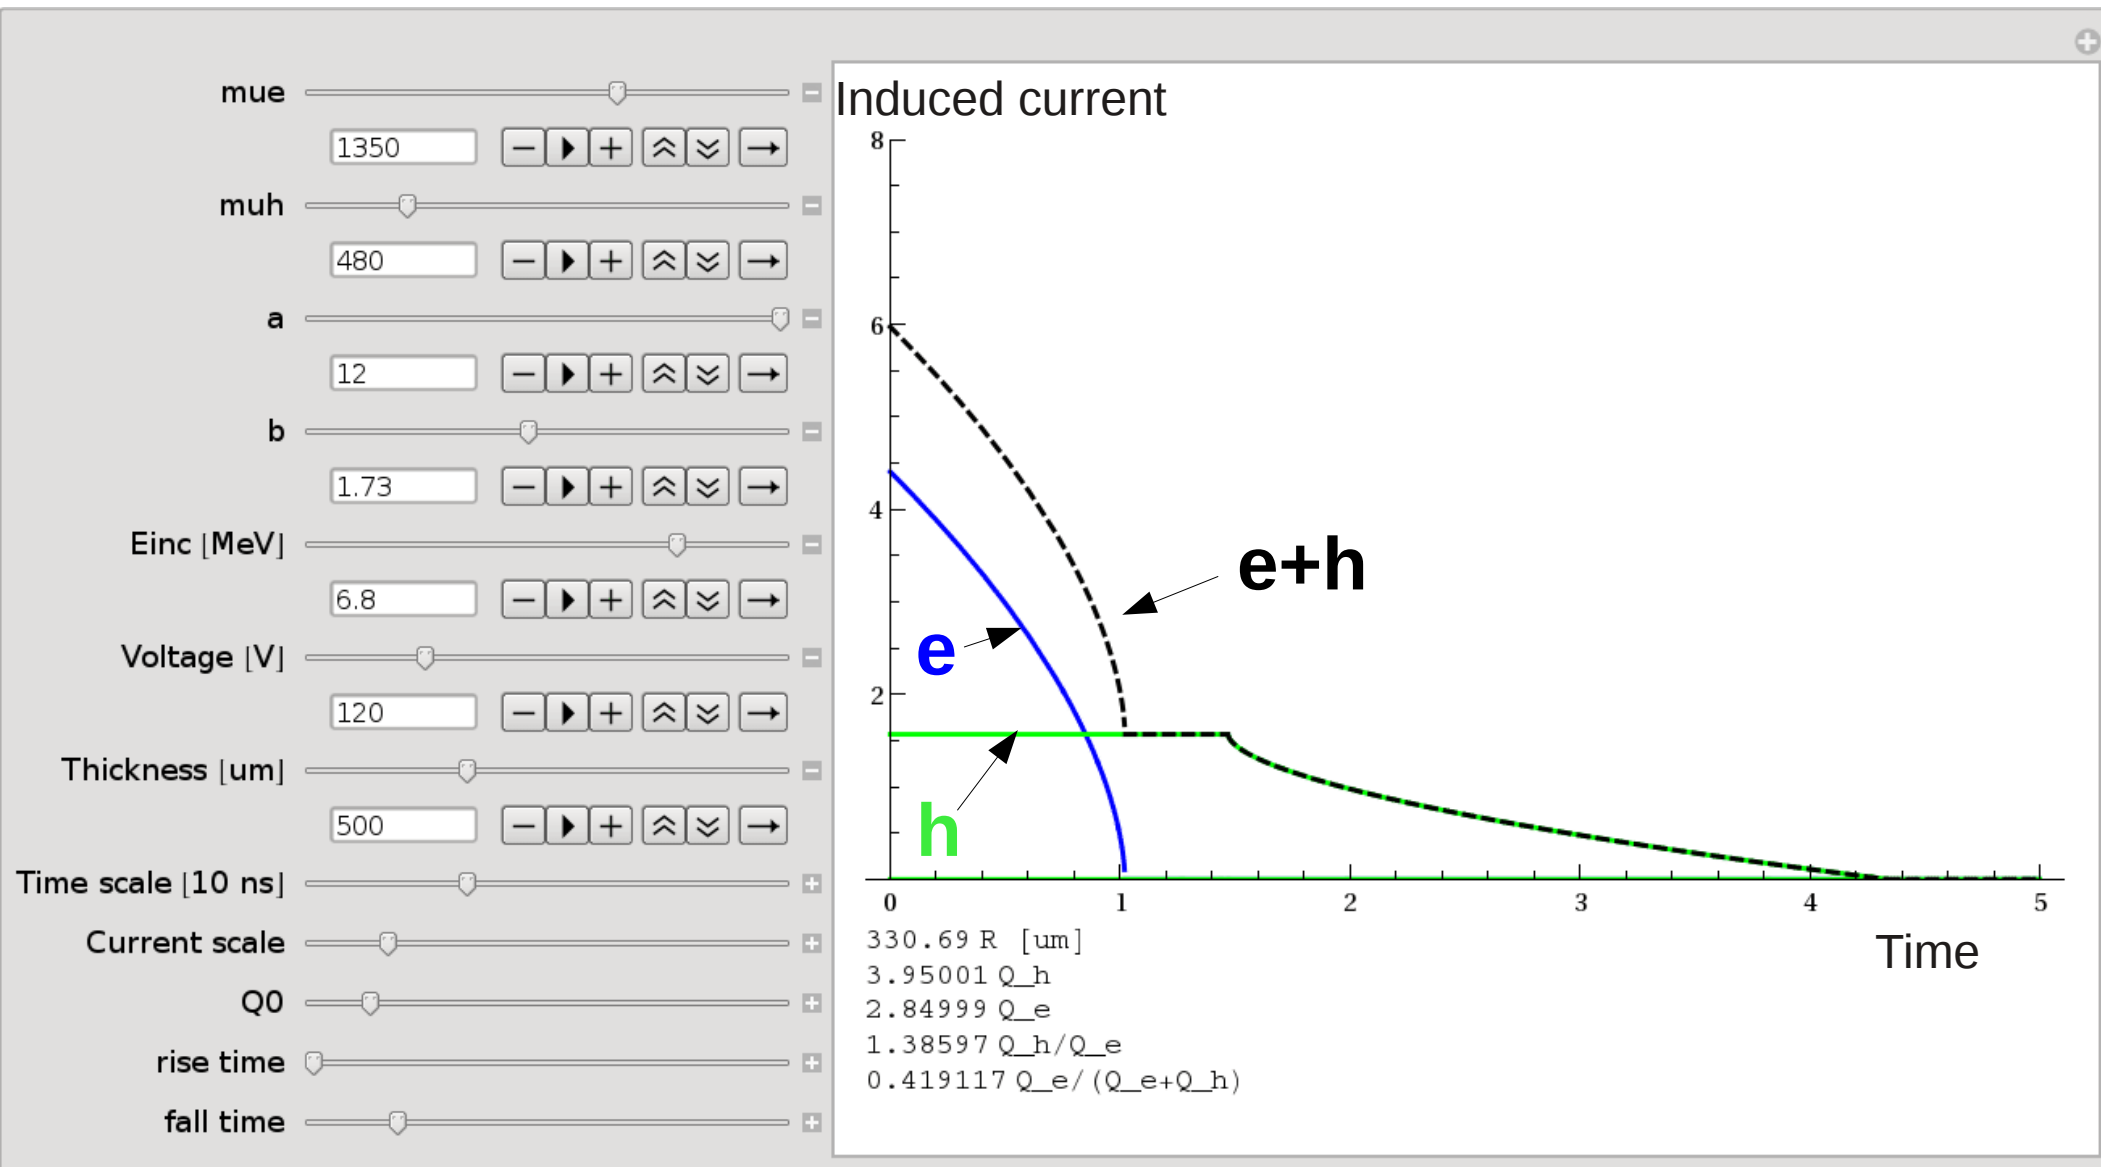 mue
1350
muh
480
a
12
b
1.73
Einc [MeV]
6.8
Voltage [V]
120
Thickness [um]
500
Time scale [10 ns]
Current scale
Q0
rise time
fall time
Induced current
8
6
4
2
e+h
e
h
0 1 2 3 4 5
Time
330.69 R [um]
3.95001 Q_h
2.84999 Q_e
1.38597 Q_h/Q_e
0.419117 Q_e/(Q_e+Q_h)